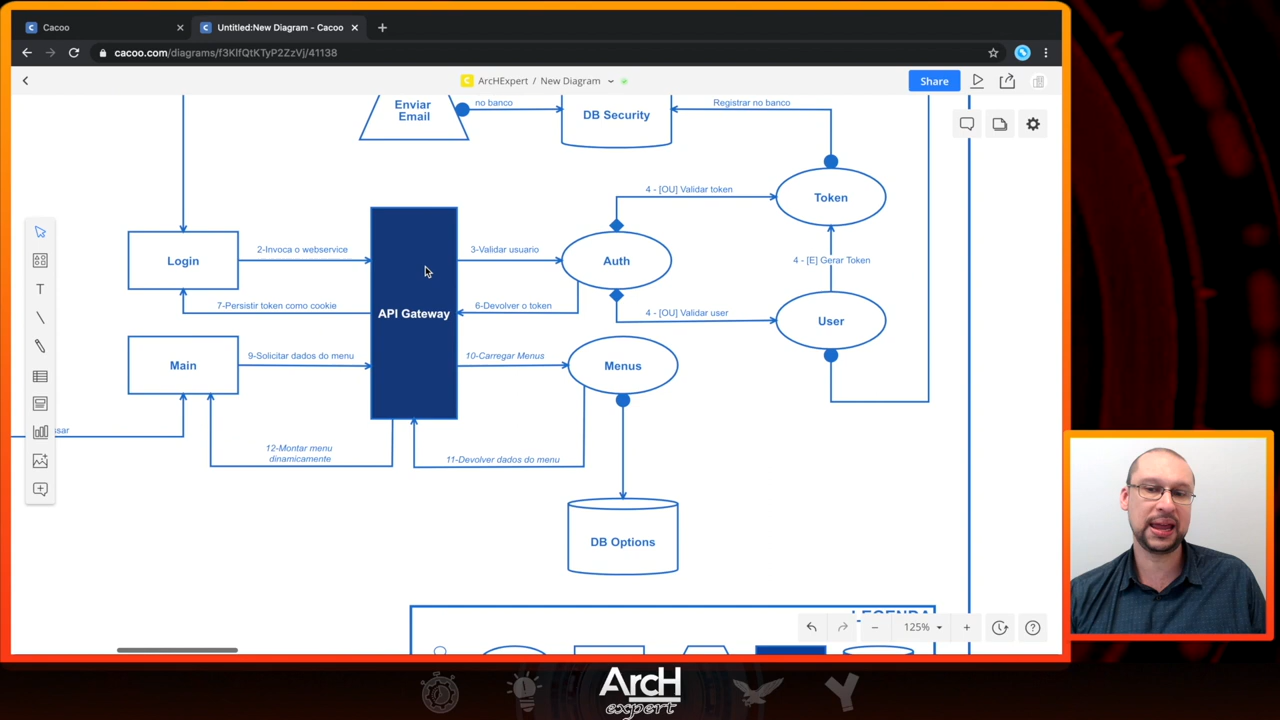 Cacoo
Untitled:New Diagram - Cacoo
cacoo.com/diagrams/f3KlfQtKTyP2ZzVj/41138
ArcHExpert / New Diagram
Share
Enviar
Email
no banco
DB Security
Registrar no banco
4 - [OU] Validar token
Token
Login
2-Invoca o webservice
3-Validar usuario
Auth
4 - [E] Gerar Token
7-Persistir token como cookie
API Gateway
6-Devolver o token
4 - [OU] Validar user
User
Main
9-Solicitar dados do menu
10-Carregar Menus
Menus
ssar
12-Montar menu
dinamicamente
11-Devolver dados do menu
DB Options
LEGENDA
125%
ArcH
expert